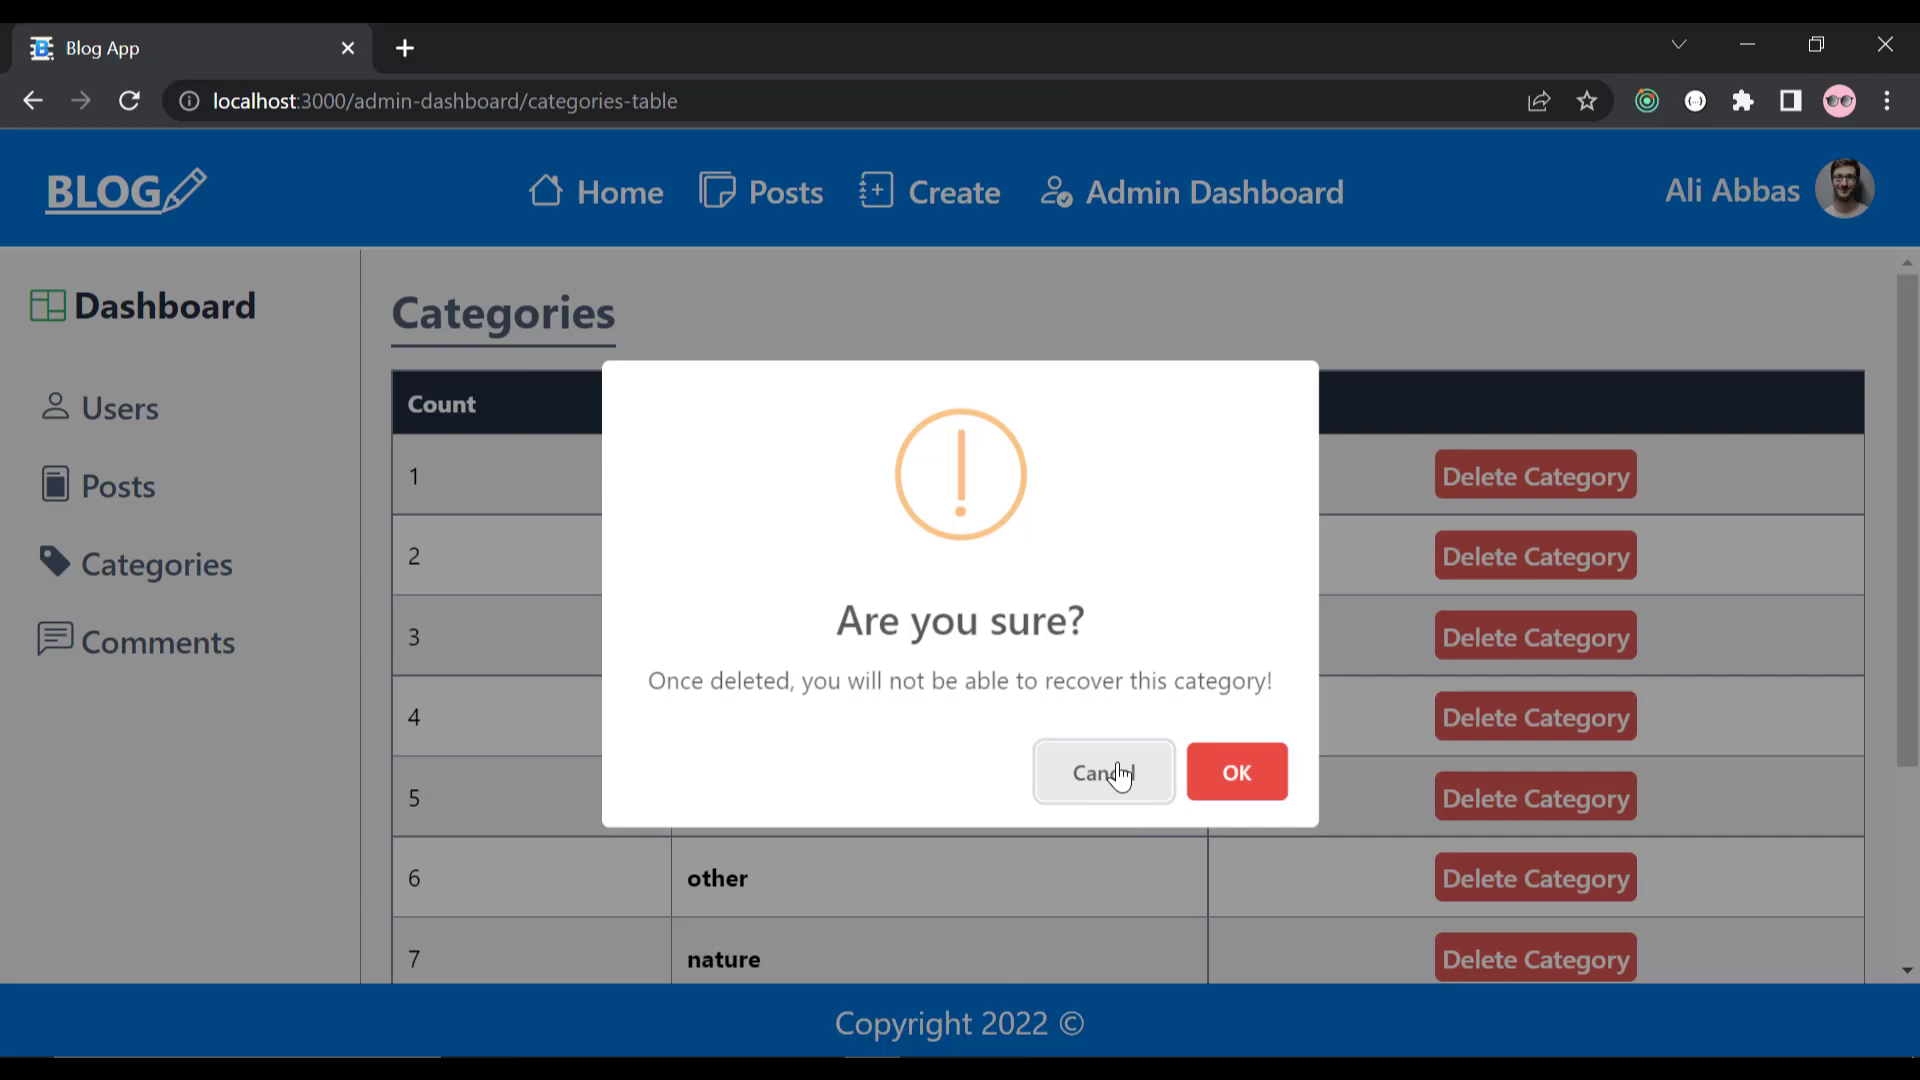 Blog App
localhost:3000/admin-dashboard/categories-table
BLOG
Home
Posts
Create
Admin Dashboard
Ali Abbas
Dashboard
Users
Posts
Categories
Comments
Categories
Count
1
Delete Category
2
Delete Category
3
Delete Category
4
Delete Category
5
Delete Category
6
other
Delete Category
7
nature
Delete Category
Are you sure?
Once deleted, you will not be able to recover this category!
Cancel
OK
Copyright 2022 ©